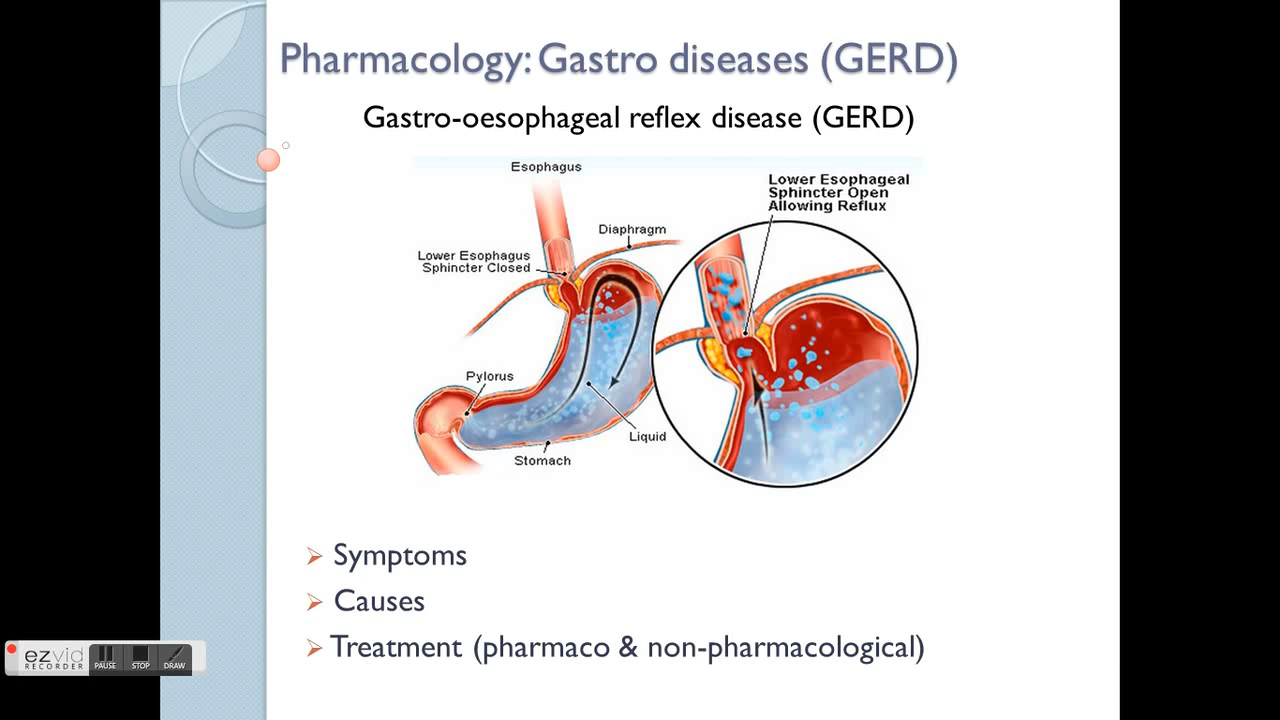 Pharmacology: Gastro diseases (GERD)
Gastro-oesophageal reflex disease (GERD)
Esophagus
Lower Esophageal
Sphincter Open
Allowing Reflux
Diaphragm
Lower Esophagus
Sphincter Closed
Pylorus
Liquid
Stomach
➢ Symptoms
➢ Causes
➢ Treatment (pharmaco & non-pharmacological)
ezvid
RECORDER
PAUSE
STOP
DRAW